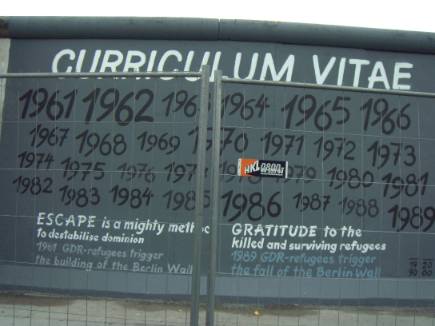 CURRICULUM VITAE
1961 1962 1963 1964 1965 1966
1967 1968 1969 1970 1971 1972 1973
1974 1975 1976 1977 1979 1980 1981
1982 1983 1984 1985 1986 1987 1988 1989
HKL
ESCAPE is a mighty metho
to destabilise dominion
1961 GDR-refugees trigger
the building of the Berlin Wall
GRATITUDE to the
killed and surviving refugees
1989 GDR-refugees trigger
the fall of the Berlin Wall